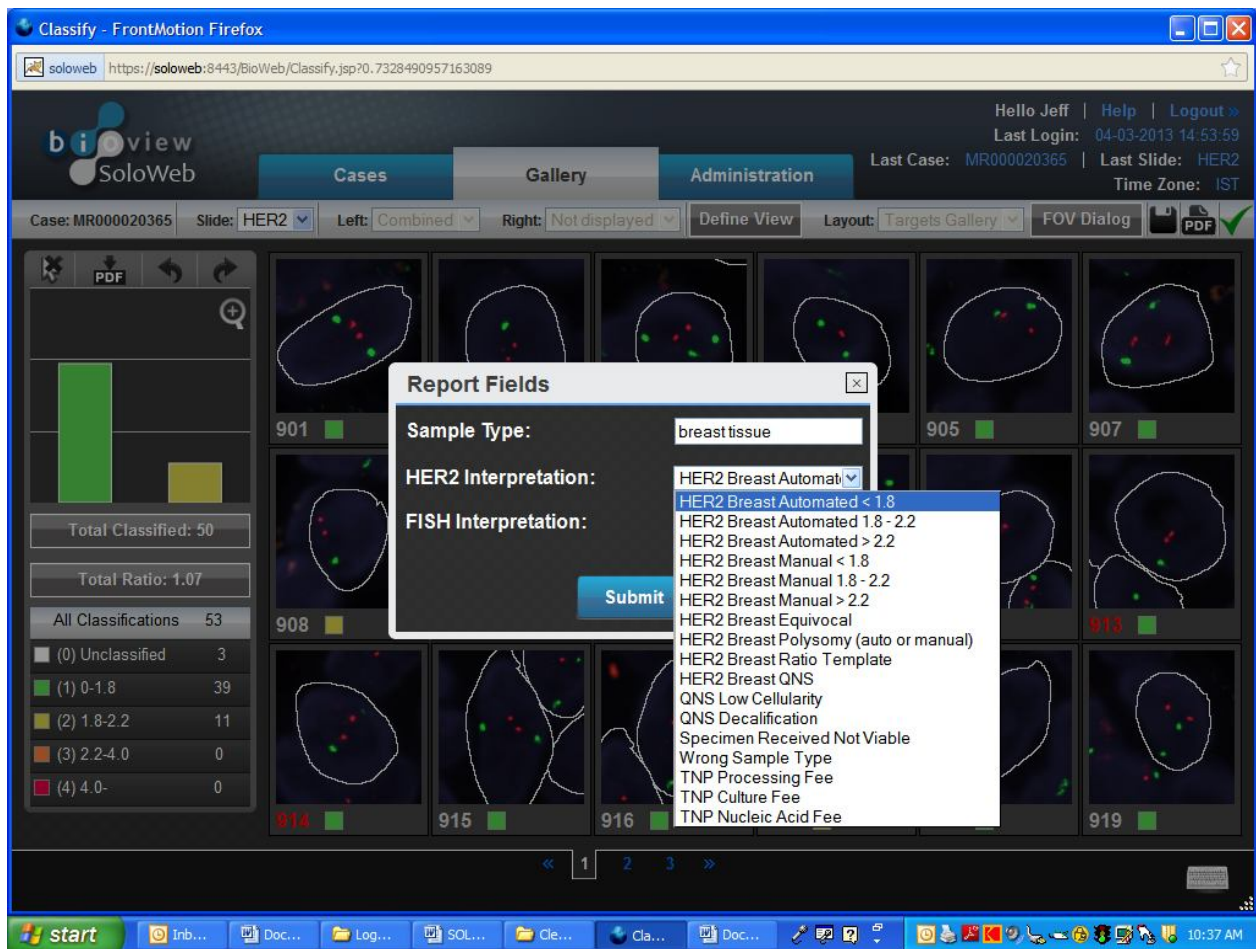 Classify - FrontMotion Firefox
soloweb https://soloweb:8443/BioWeb/Classify.jsp?0.7328490957163089
bioview
SoloWeb
Cases Gallery Administration
Hello Jeff | Help | Logout »
Last Login: 04-03-2013 14:53:59
Last Case: MR000020365 | Last Slide: HER2
Time Zone: IST
Case: MR000020365 Slide: HER2 Left: Combined Right: Not displayed Define View Layout: Targets Gallery FOV Dialog PDF
PDF
Total Classified: 50
Total Ratio: 1.07
All Classifications 53
(0) Unclassified 3
(1) 0-1.8 39
(2) 1.8-2.2 11
(3) 2.2-4.0 0
(4) 4.0- 0
901
905
907
908
913
914
915
916
919
Report Fields
Sample Type: breast tissue
HER2 Interpretation: HER2 Breast Automat
FISH Interpretation:
Submit
HER2 Breast Automated < 1.8
HER2 Breast Automated 1.8 - 2.2
HER2 Breast Automated > 2.2
HER2 Breast Manual < 1.8
HER2 Breast Manual 1.8 - 2.2
HER2 Breast Manual > 2.2
HER2 Breast Equivocal
HER2 Breast Polysomy (auto or manual)
HER2 Breast Ratio Template
HER2 Breast QNS
QNS Low Cellularity
QNS Decalification
Specimen Received Not Viable
Wrong Sample Type
TNP Processing Fee
TNP Culture Fee
TNP Nucleic Acid Fee
« 1 2 3 »
start Inb... Doc... Log... SOL... Cle... Cla... Doc... 10:37 AM